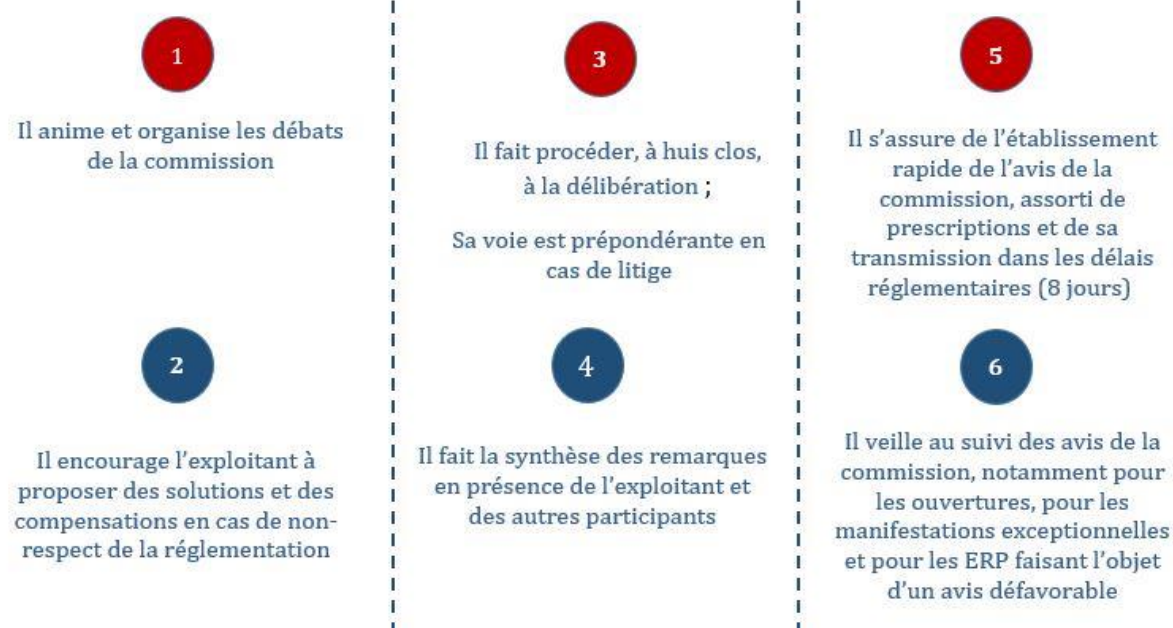 1
Il anime et organise les débats
de la commission
2
Il encourage l'exploitant à
proposer des solutions et des
compensations en cas de non-
respect de la réglementation
3
Il fait procéder, à huis clos,
à la délibération ;
Sa voie est prépondérante en
cas de litige
4
Il fait la synthèse des remarques
en présence de l'exploitant et
des autres participants
5
Il s'assure de l'établissement
rapide de l'avis de la
commission, assorti de
prescriptions et de sa
transmission dans les délais
réglementaires (8 jours)
6
Il veille au suivi des avis de la
commission, notamment pour
les ouvertures, pour les
manifestations exceptionnelles
et pour les ERP faisant l'objet
d'un avis défavorable